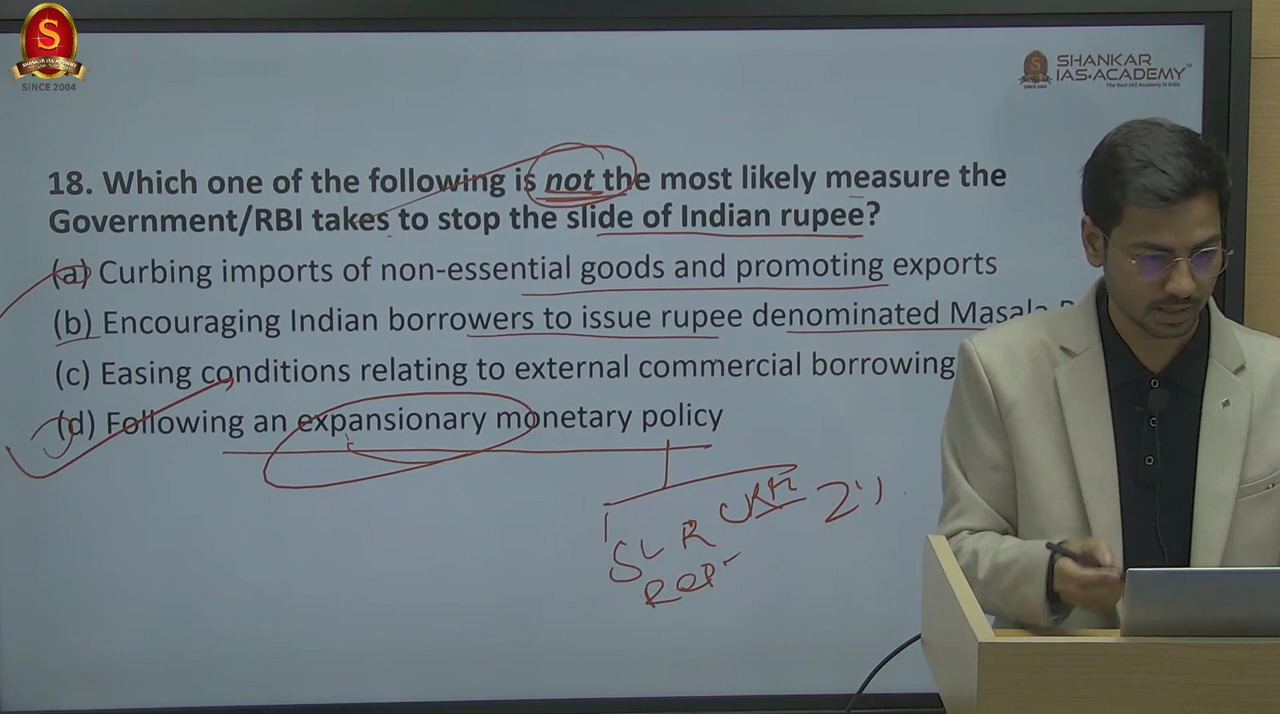 S
SHANKAR IAS ACADEMY
SINCE 2004
SHANKAR
IAS ACADEMY
The Best IAS Academy in India
18. Which one of the following is not the most likely measure the
Government/RBI takes to stop the slide of Indian rupee?
(a) Curbing imports of non-essential goods and promoting exports
(b) Encouraging Indian borrowers to issue rupee denominated Masala
(c) Easing conditions relating to external commercial borrowing
(d) Following an expansionary monetary policy
SLR